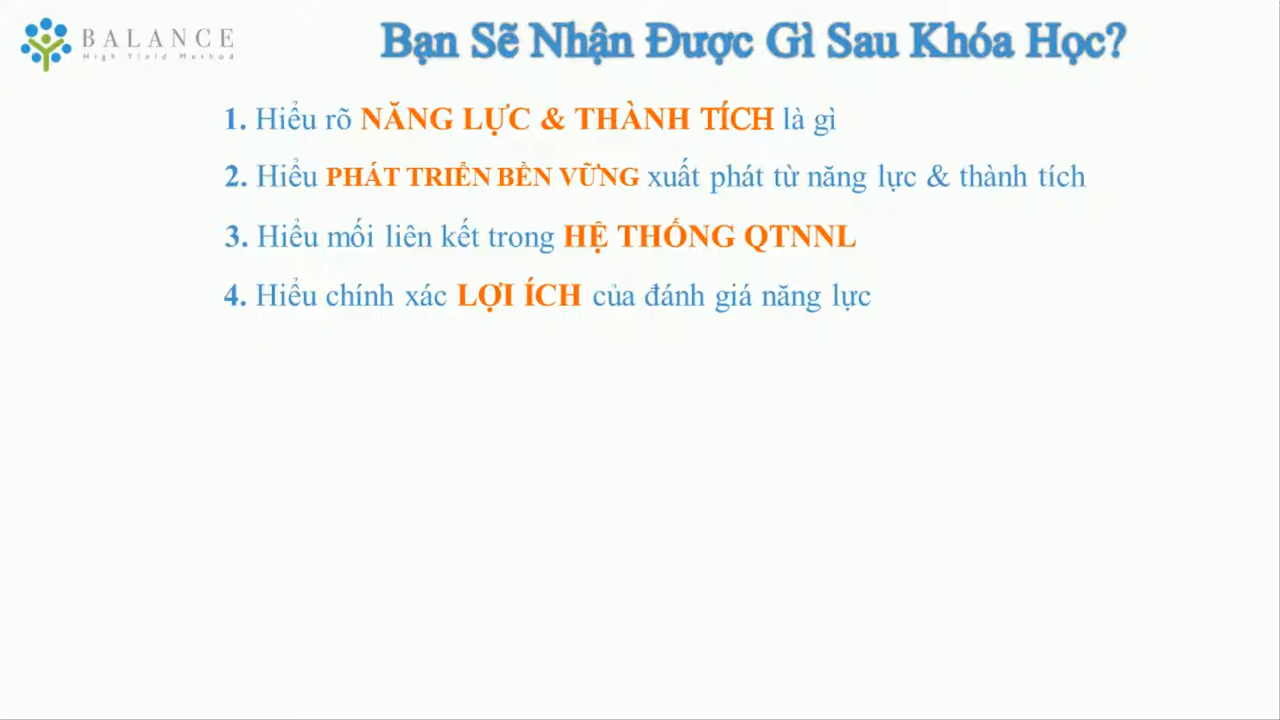 BALANCE
High Yield Method
Bạn Sẽ Nhận Được Gì Sau Khóa Học?
1. Hiểu rõ NĂNG LỰC & THÀNH TÍCH là gì
2. Hiểu PHÁT TRIỂN BỀN VỮNG xuất phát từ năng lực & thành tích
3. Hiểu mối liên kết trong HỆ THỐNG QTNNL
4. Hiểu chính xác LỢI ÍCH của đánh giá năng lực